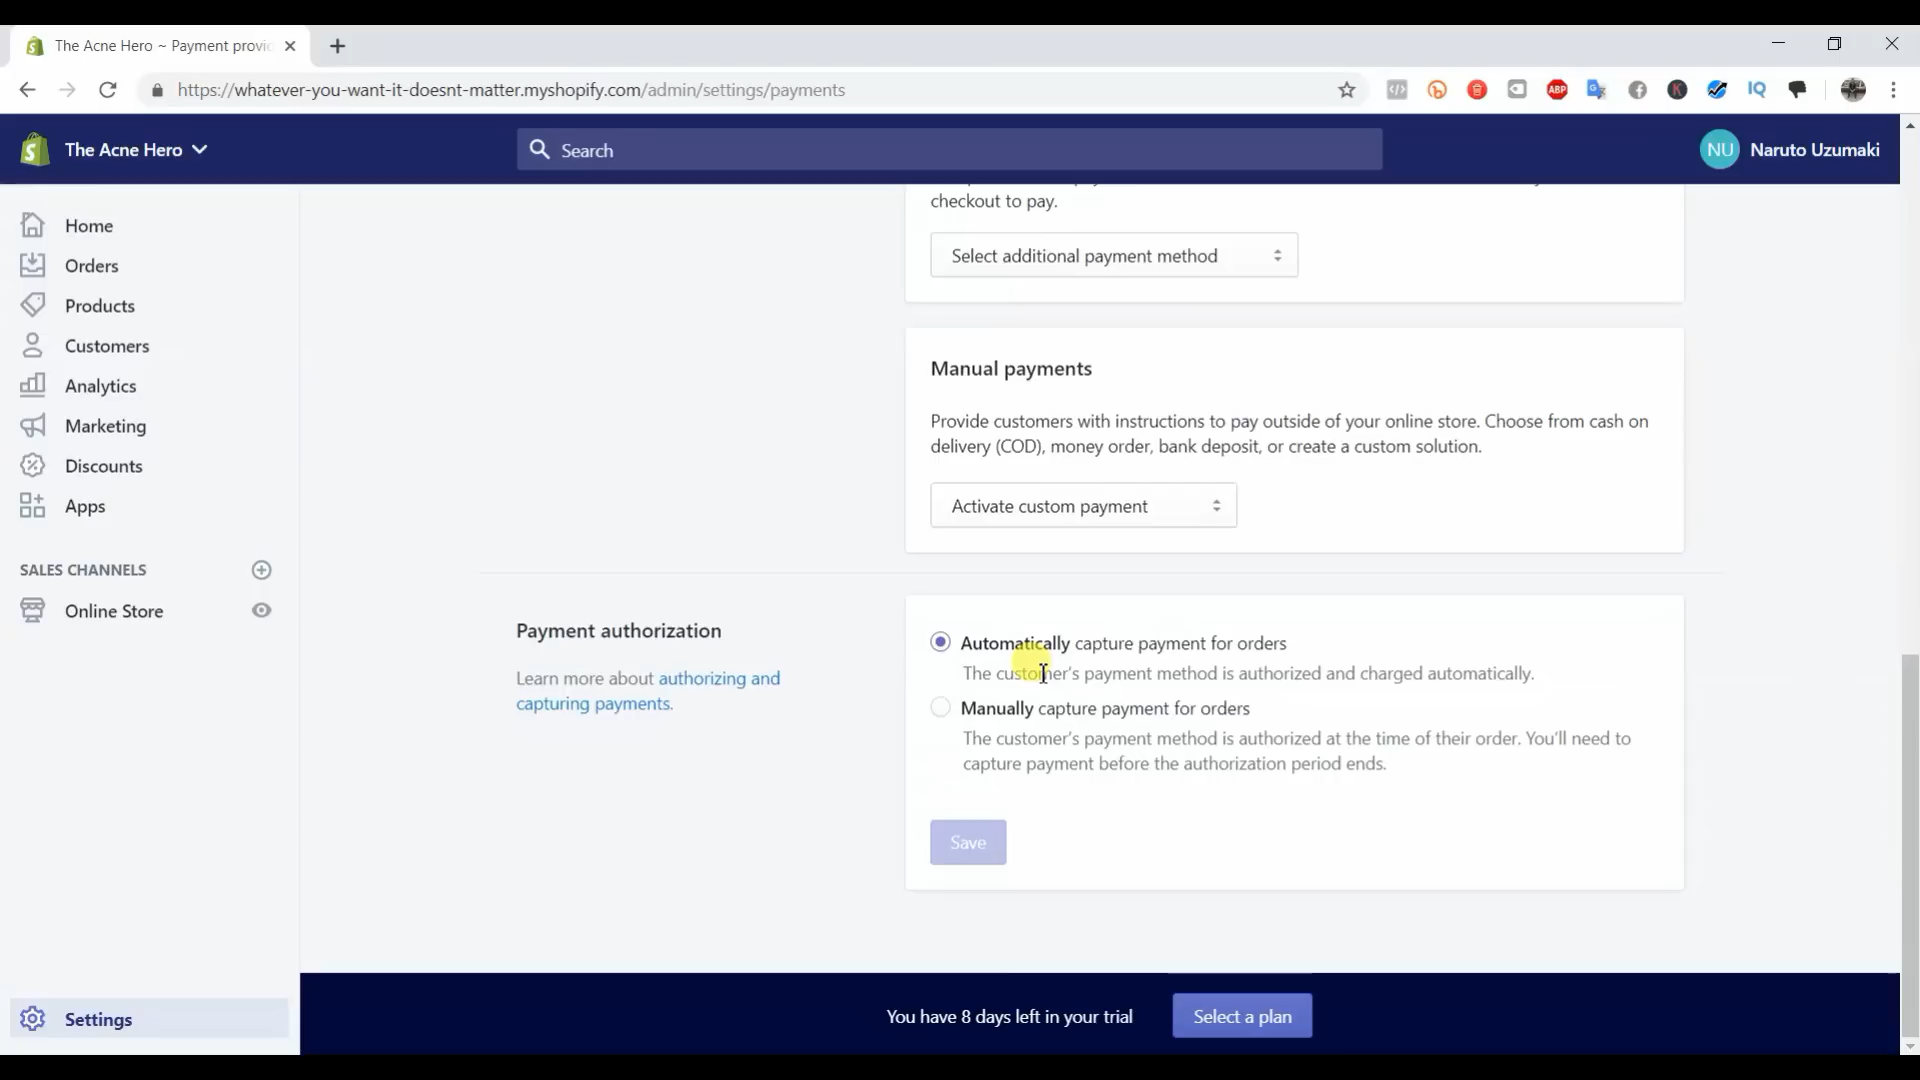 The Acne Hero ~ Payment provid
https://whatever-you-want-it-doesnt-matter.myshopify.com/admin/settings/payments
ABP
IQ
The Acne Hero
Search
NU Naruto Uzumaki
Home
Orders
Products
Customers
Analytics
Marketing
Discounts
Apps
SALES CHANNELS
Online Store
Settings
checkout to pay.
Select additional payment method
Manual payments
Provide customers with instructions to pay outside of your online store. Choose from cash on
delivery (COD), money order, bank deposit, or create a custom solution.
Activate custom payment
Payment authorization
Learn more about authorizing and
capturing payments.
Automatically capture payment for orders
The customer's payment method is authorized and charged automatically.
Manually capture payment for orders
The customer's payment method is authorized at the time of their order. You'll need to
capture payment before the authorization period ends.
Save
You have 8 days left in your trial
Select a plan